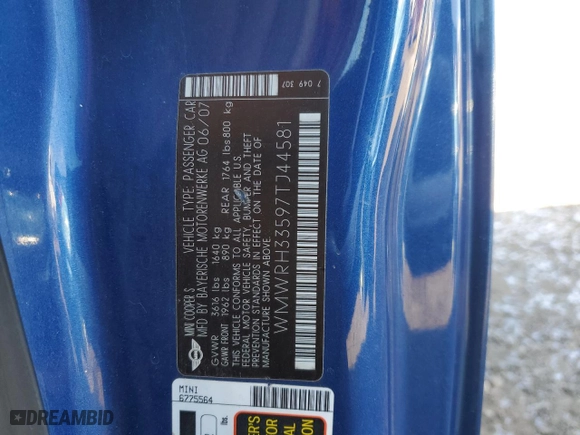 7 049 307
MINI COOPER S VEHICLE TYPE: PASSENGER CAR
MFD BY BAYERISCHE MOTORENWERKE AG 06/07
GVWR 3616 lbs 1640 kg
GAWR FRONT 1962 lbs 890 kg REAR 1764 lbs 800 kg
THIS VEHICLE CONFORMS TO ALL APPLICABLE U.S.
FEDERAL MOTOR VEHICLE SAFETY, BUMPER AND THEFT
PREVENTION STANDARDS IN EFFECT ON THE DATE OF
MANUFACTURE SHOWN ABOVE.
WMWRH33597TJ44581
MINI
6775564
DREAMBID